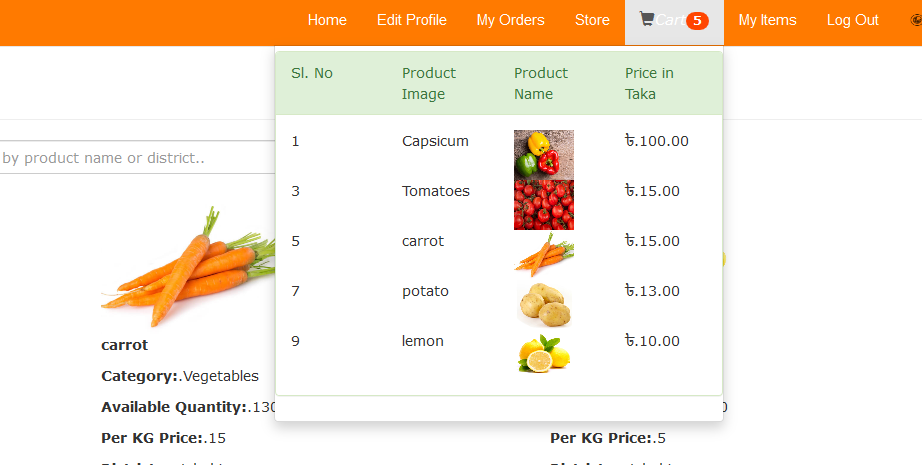 Home Edit Profile My Orders Store Cart 5 My Items Log Out
Sl. No Product Image Product Name Price in Taka
by product name or district..
1 Capsicum ৳.100.00
3 Tomatoes ৳.15.00
5 carrot ৳.15.00
7 potato ৳.13.00
9 lemon ৳.10.00
carrot
Category:.Vegetables
Available Quantity:.130
Per KG Price:.15 Per KG Price:.5